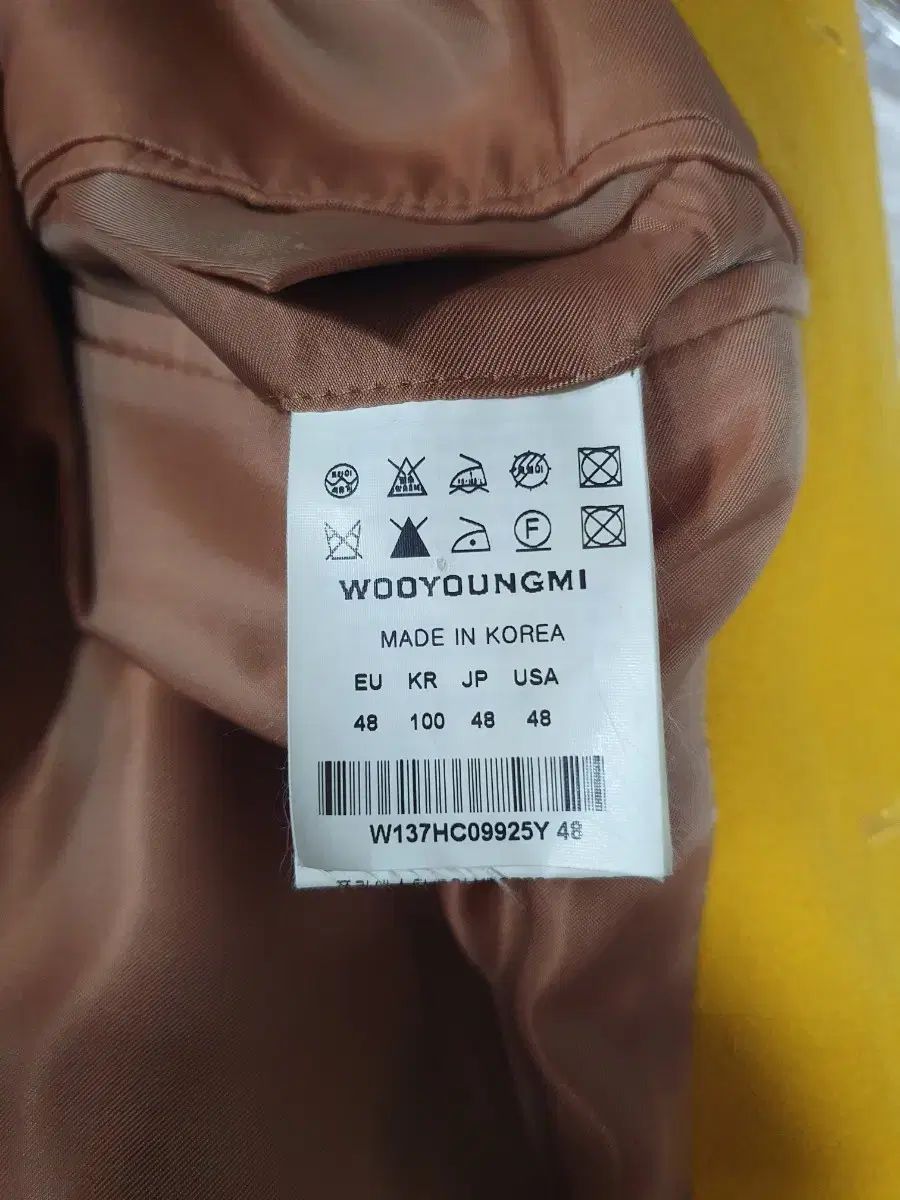 F
WOOYOUNGMI
MADE IN KOREA
EU KR JP USA
48 100 48 48
W137HC09925Y 48